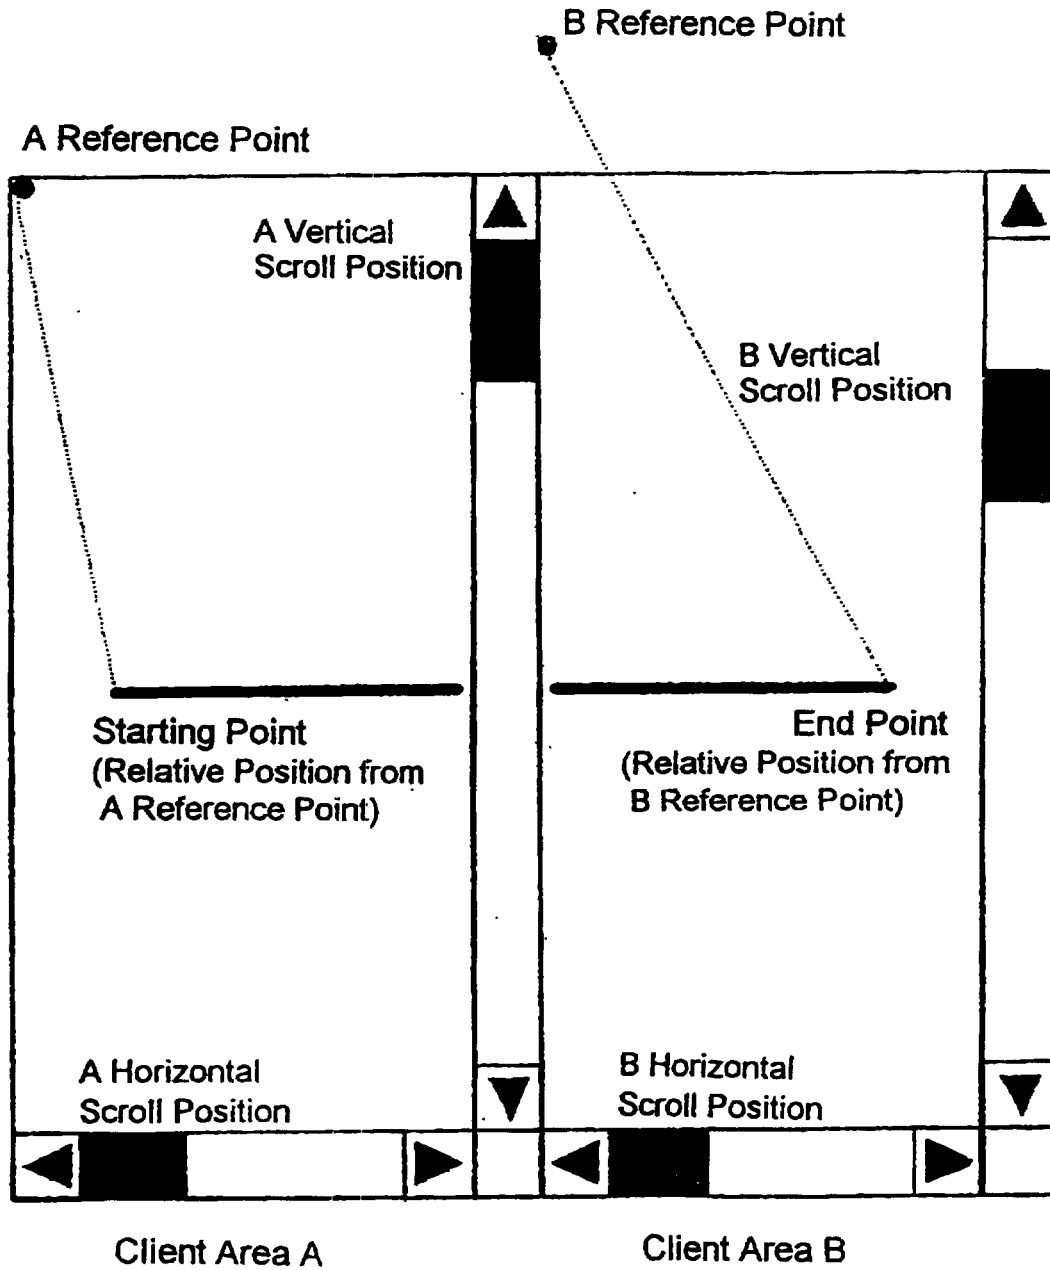 B Reference Point
A Reference Point
A Vertical
Scroll Position
B Vertical
Scroll Position
Starting Point
(Relative Position from
A Reference Point)
End Point
(Relative Position from
B Reference Point)
A Horizontal
Scroll Position
B Horizontal
Scroll Position
Client Area A
Client Area B